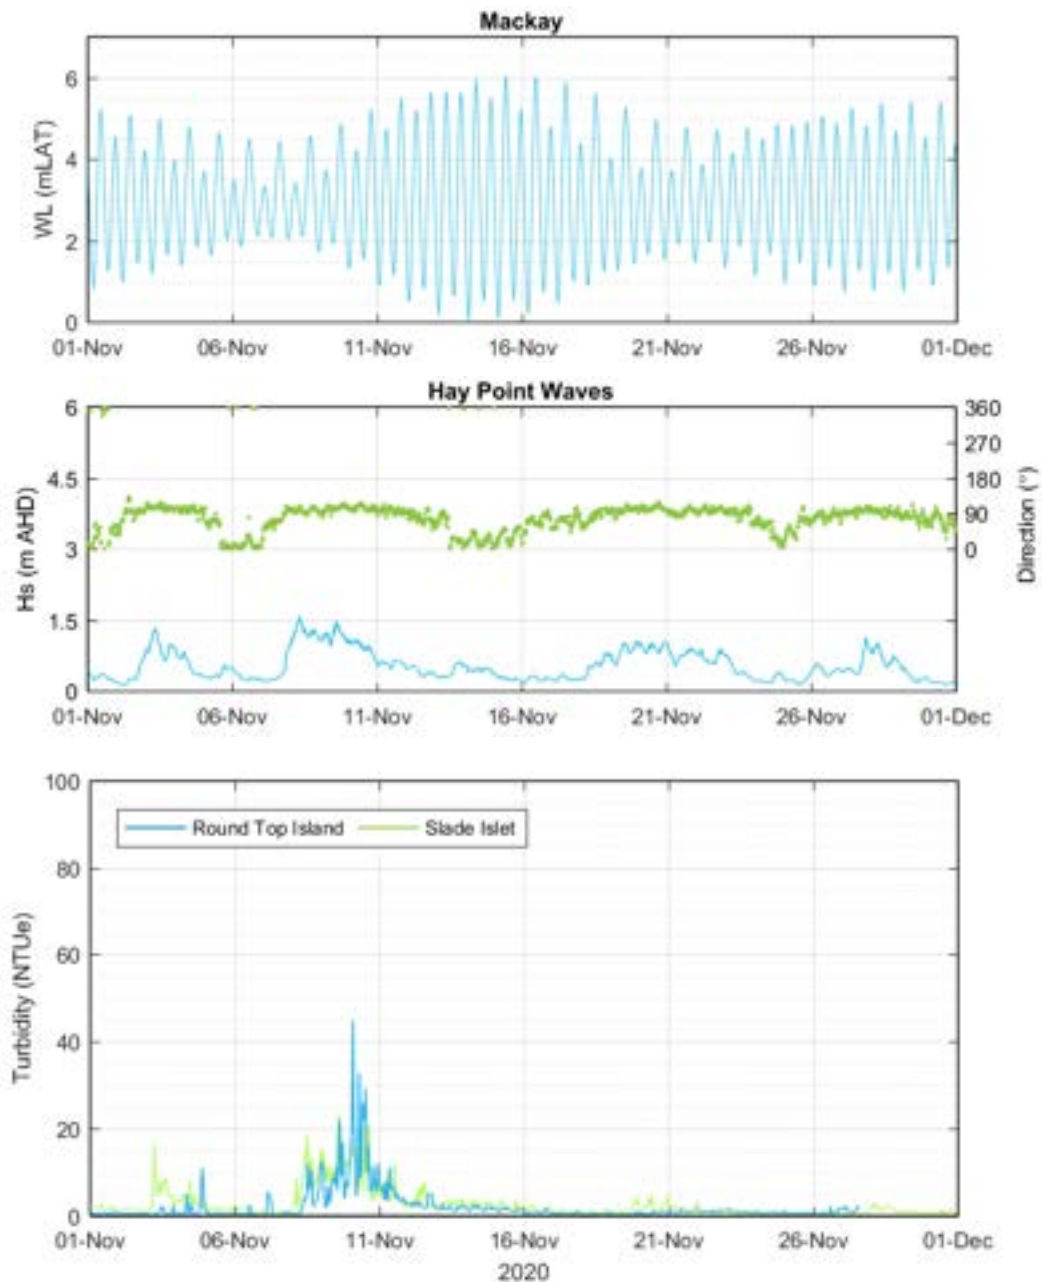 Mackay
WL (mLAT)
6
4
2
0
01-Nov 06-Nov 11-Nov 16-Nov 21-Nov 26-Nov 01-Dec
Hay Point Waves
Hs (m AHD)
6
4.5
3
1.5
0
360
270
180
90
0
Direction (°)
01-Nov 06-Nov 11-Nov 16-Nov 21-Nov 26-Nov 01-Dec
Turbidity (NTUe)
100
80
60
40
20
0
Round Top Island Slade Islet
01-Nov 06-Nov 11-Nov 16-Nov 21-Nov 26-Nov 01-Dec
2020